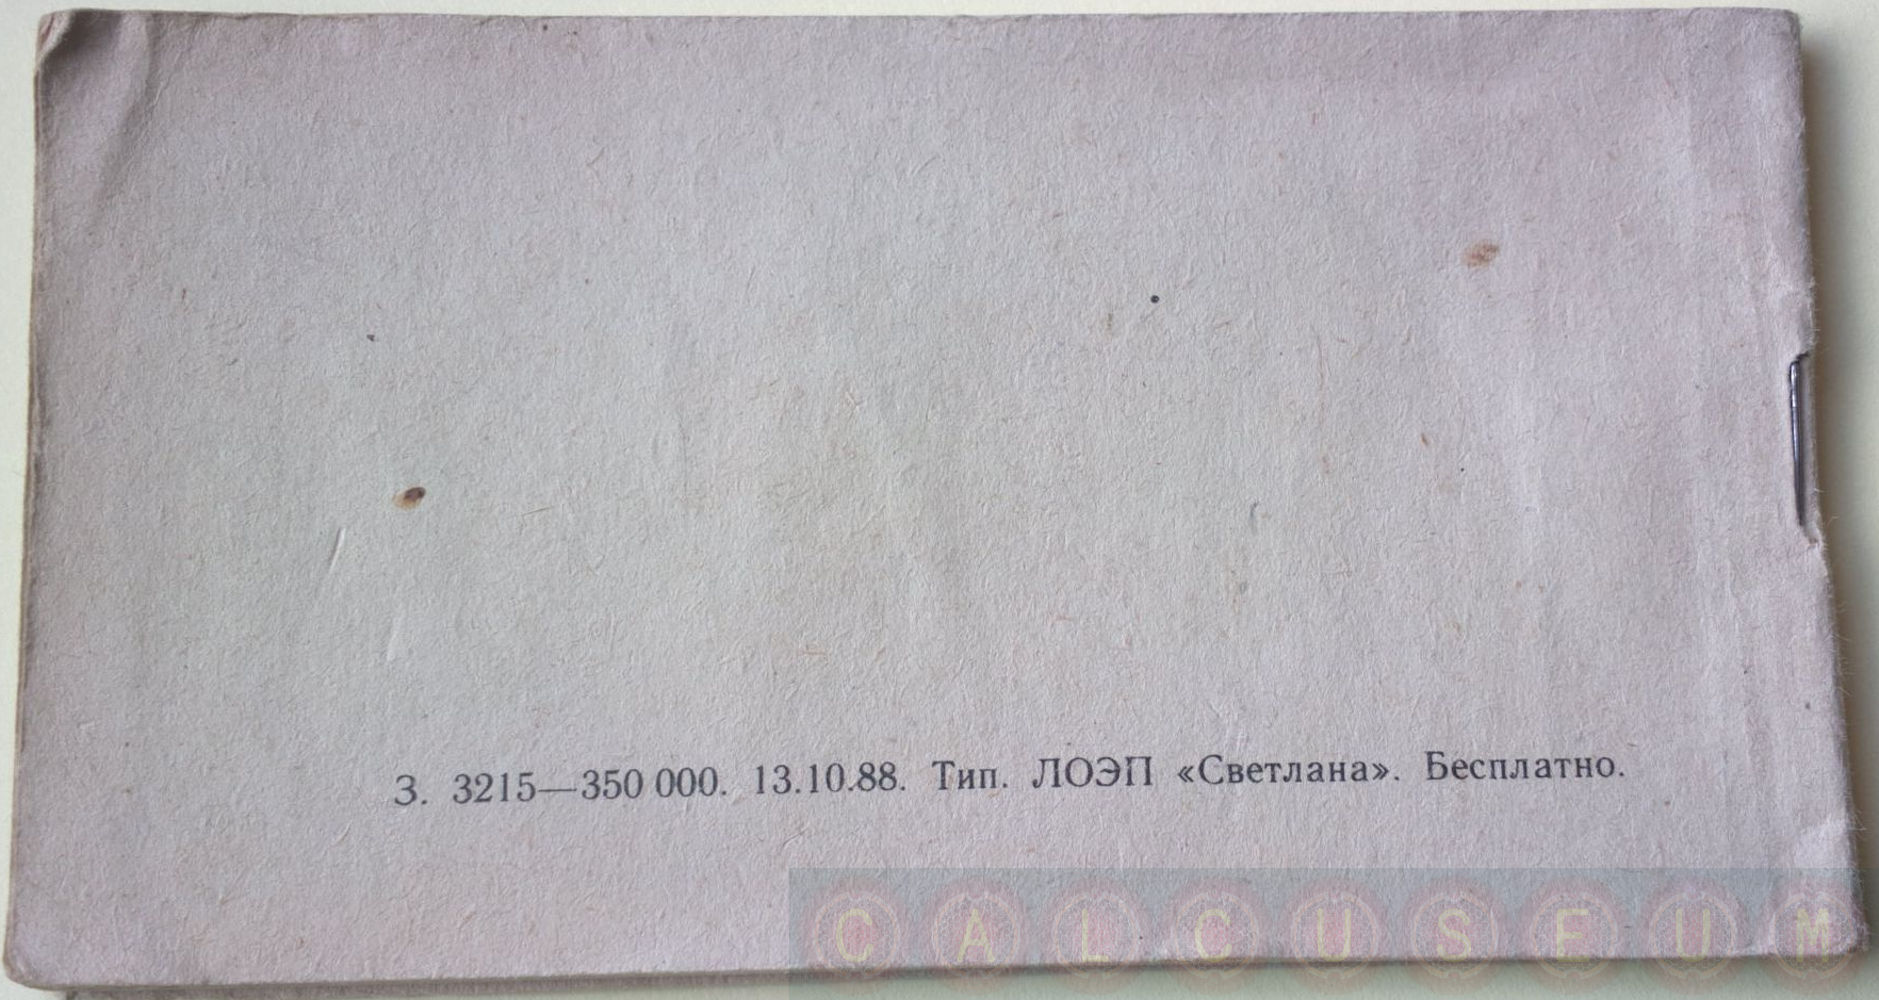 З. 3215—350 000. 13.10.88. Тип. ЛОЭП «Светлана». Бесплатно.
CALCUSEUM